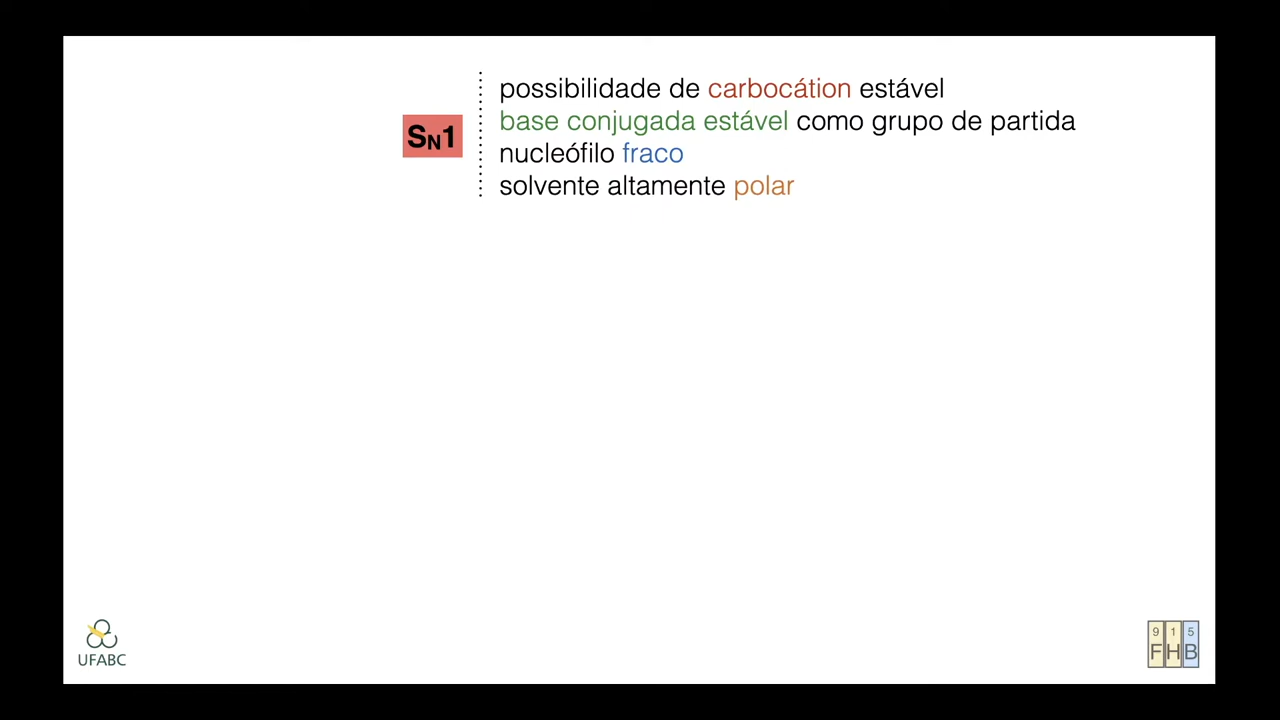 possibilidade de carbocátion estável
base conjugada estável como grupo de partida
SN1
nucleófilo fraco
solvente altamente polar
UFABC
9 1 5
F H B